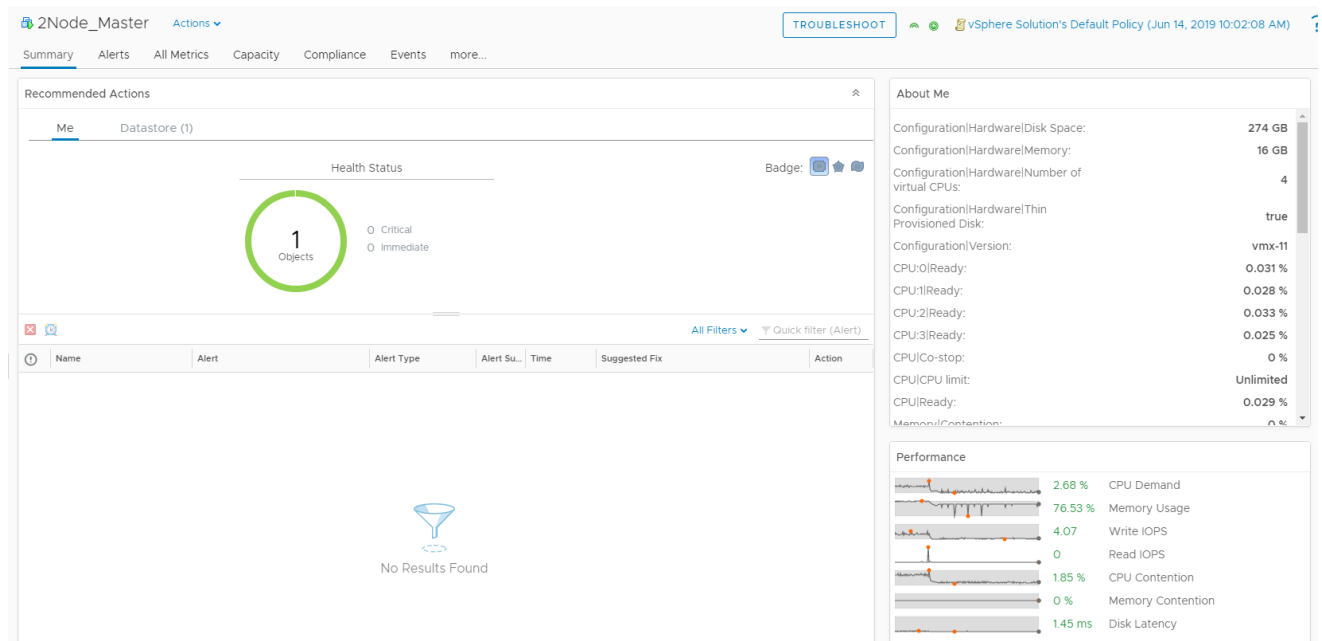 2Node_Master Actions
TROUBLESHOOT
vSphere Solution's Default Policy (Jun 14, 2019 10:02:08 AM) ?
Summary Alerts All Metrics Capacity Compliance Events more...
Recommended Actions
Me Datastore (1)
Health Status
Badge:
1
Objects
0 Critical
0 Immediate
All Filters Quick filter (Alert)
Name Alert Alert Type Alert Su... Time Suggested Fix Action
No Results Found
About Me
Configuration|Hardware|Disk Space: 274 GB
Configuration|Hardware|Memory: 16 GB
Configuration|Hardware|Number of
virtual CPUs: 4
Configuration|Hardware|Thin
Provisioned Disk: true
Configuration|Version: vmx-11
CPU:0|Ready: 0.031 %
CPU:1|Ready: 0.028 %
CPU:2|Ready: 0.033 %
CPU:3|Ready: 0.025 %
CPU|Co-stop: 0 %
CPU|CPU limit: Unlimited
CPU|Ready: 0.029 %
Memory|Contention: 0 %
Performance
2.68 % CPU Demand
76.53 % Memory Usage
4.07 Write IOPS
0 Read IOPS
1.85 % CPU Contention
0 % Memory Contention
1.45 ms Disk Latency